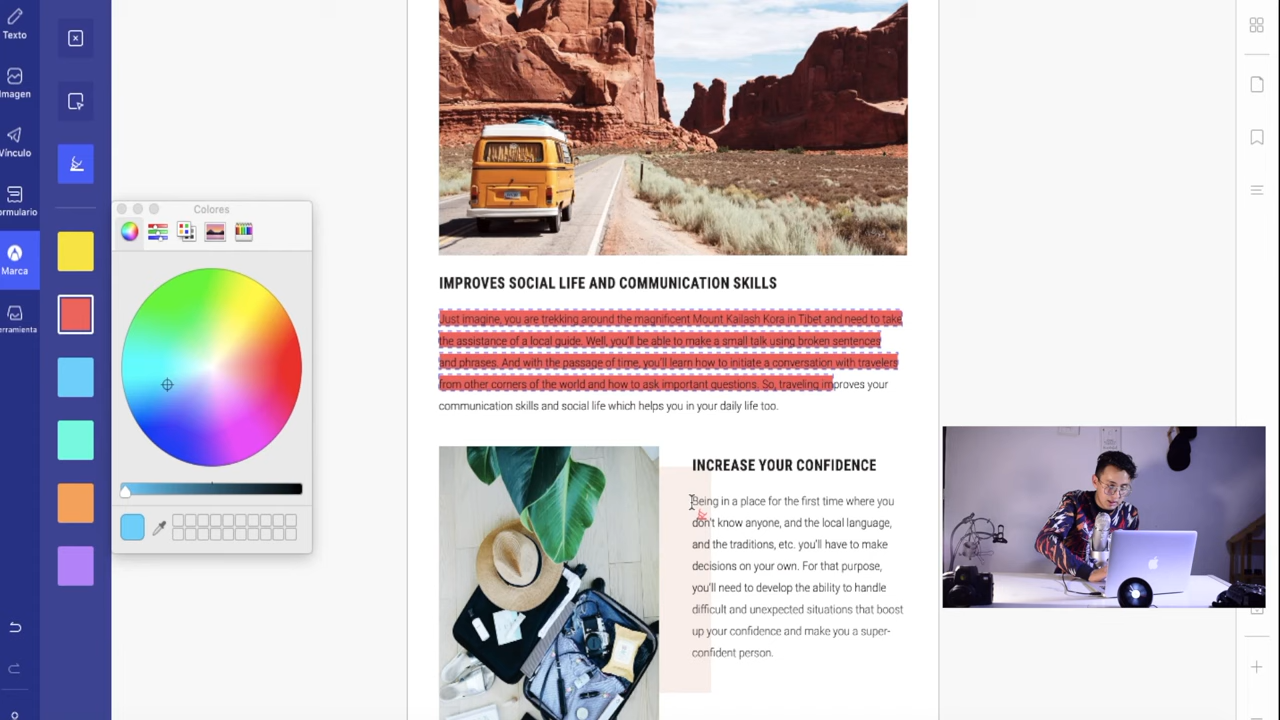 Texto
Imagen
Vínculo
ormulario
Marca
erramienta
Colores
IMPROVES SOCIAL LIFE AND COMMUNICATION SKILLS
Just imagine, you are trekking around the magnificent Mount Kailash Kora in Tibet and need to take
the assistance of a local guide. Well, you'll be able to make a small talk using broken sentences
and phrases. And with the passage of time, you'll learn how to initiate a conversation with travelers
from other corners of the world and how to ask important questions. So, traveling improves your
communication skills and social life which helps you in your daily life too.
INCREASE YOUR CONFIDENCE
Being in a place for the first time where you
don't know anyone, and the local language,
and the traditions, etc. you'll have to make
decisions on your own. For that purpose,
you'll need to develop the ability to handle
difficult and unexpected situations that boost
up your confidence and make you a super-
confident person.